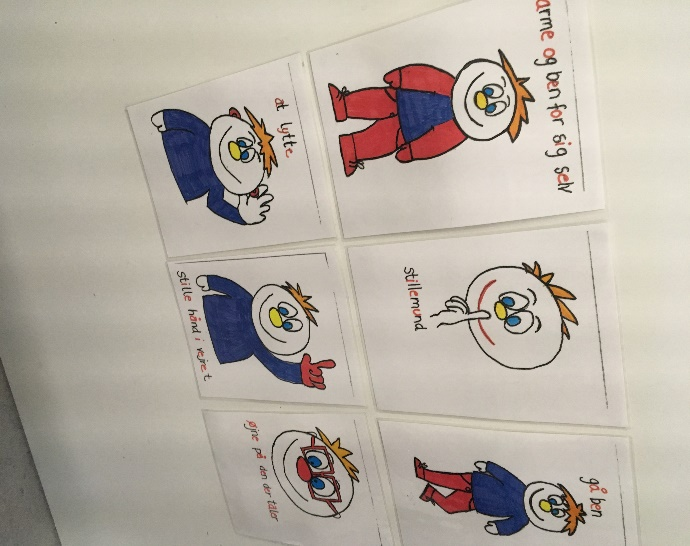 arme og ben for sig selv
at lytte
stillemund
stille hånd i vejret
gå ben
øjne på den der taler